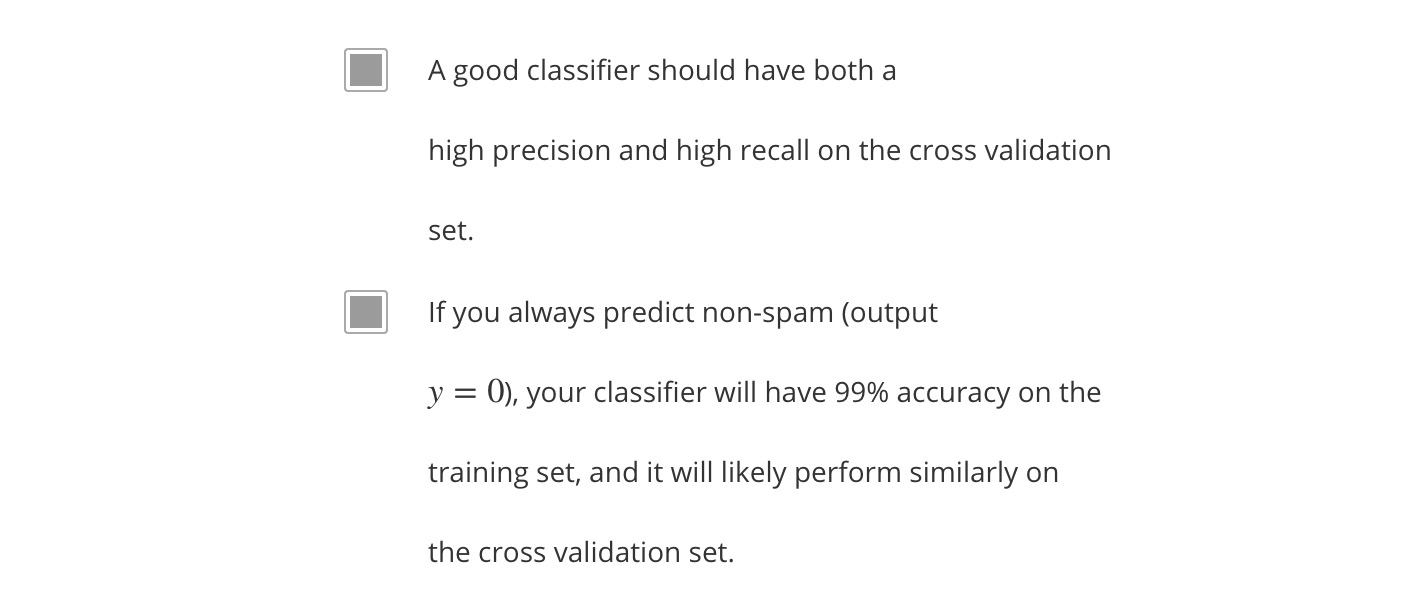 A good classifier should have both a
high precision and high recall on the cross validation
set.
If you always predict non-spam (output
y = 0), your classifier will have 99% accuracy on the
training set, and it will likely perform similarly on
the cross validation set.